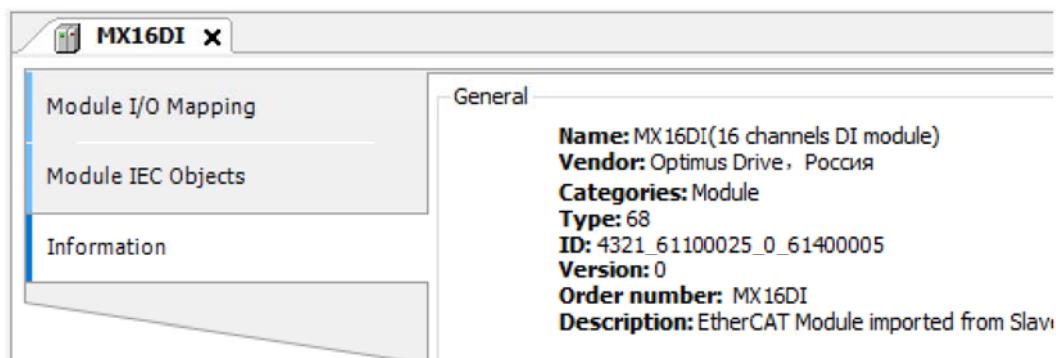 MX16DI
Module I/O Mapping
Module IEC Objects
Information
General
Name: MX16DI(16 channels DI module)
Vendor: Optimus Drive，Россия
Categories: Module
Type: 68
ID: 4321_61100025_0_61400005
Version: 0
Order number: MX16DI
Description: EtherCAT Module imported from